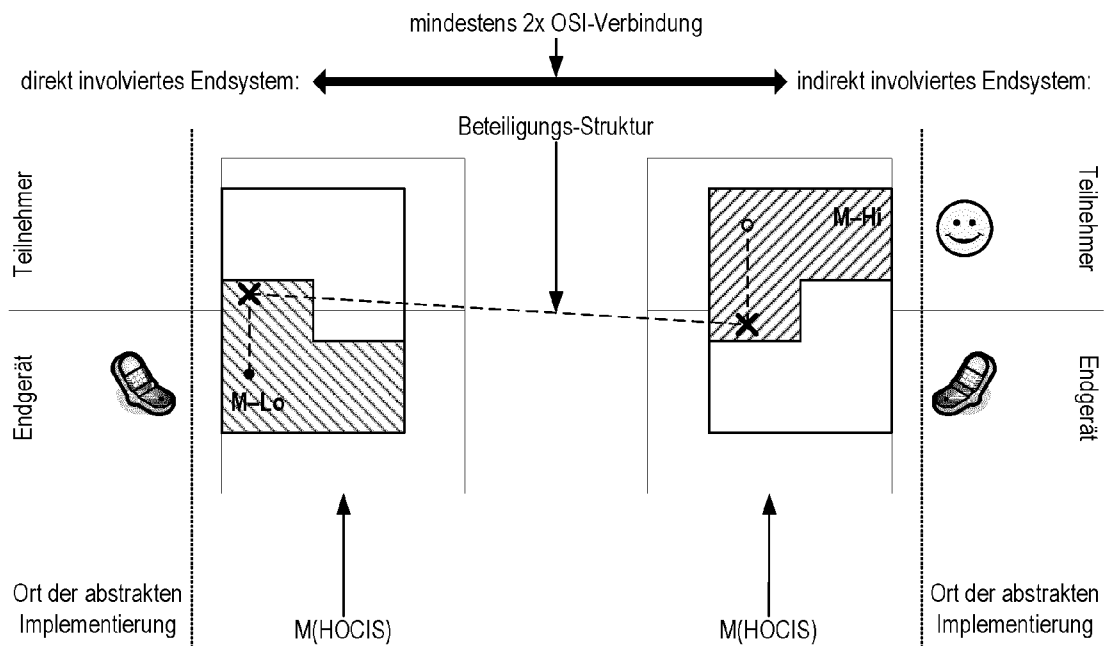 mindestens 2x OSI-Verbindung
direkt involviertes Endsystem:
indirekt involviertes Endsystem:
Beteiligungs-Struktur
Teilnehmer
M–Hi
Teilnehmer
Endgerät
M–Lo
Endgerät
Ort der abstrakten
Implementierung
M(HOCIS)
M(HOCIS)
Ort der abstrakten
Implementierung